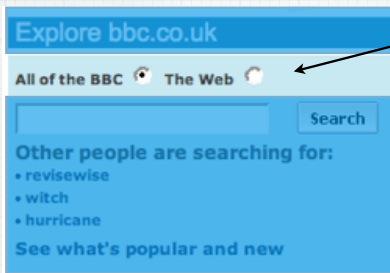 Explore bbc.co.uk
All of the BBC The Web
Search
Other people are searching for:
• revisewise
• witch
• hurricane
See what's popular and new